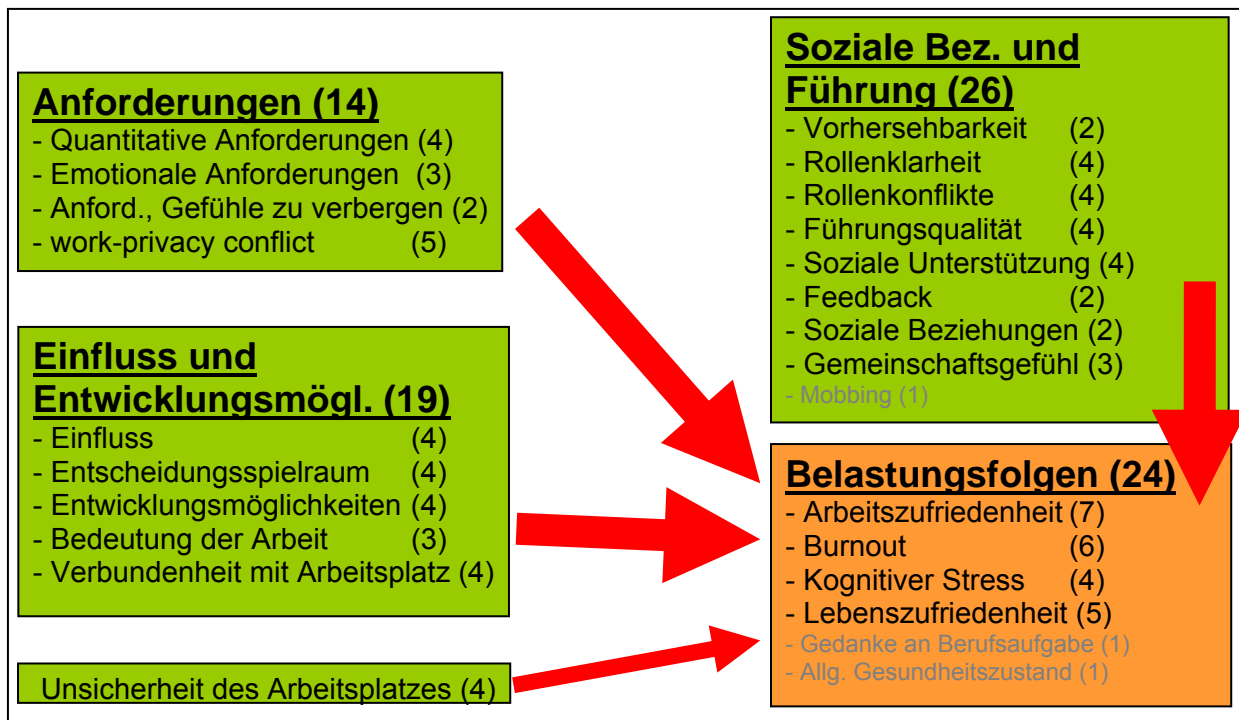 Anforderungen (14)
- Quantitative Anforderungen (4)
- Emotionale Anforderungen (3)
- Anford., Gefühle zu verbergen (2)
- work-privacy conflict (5)
Einfluss und
Entwicklungsmögl. (19)
- Einfluss (4)
- Entscheidungsspielraum (4)
- Entwicklungsmöglichkeiten (4)
- Bedeutung der Arbeit (3)
- Verbundenheit mit Arbeitsplatz (4)
Unsicherheit des Arbeitsplatzes (4)
Soziale Bez. und
Führung (26)
- Vorhersehbarkeit (2)
- Rollenklarheit (4)
- Rollenkonflikte (4)
- Führungsqualität (4)
- Soziale Unterstützung (4)
- Feedback (2)
- Soziale Beziehungen (2)
- Gemeinschaftsgefühl (3)
- Mobbing (1)
Belastungsfolgen (24)
- Arbeitszufriedenheit (7)
- Burnout (6)
- Kognitiver Stress (4)
- Lebenszufriedenheit (5)
- Gedanke an Berufsaufgabe (1)
- Allg. Gesundheitszustand (1)